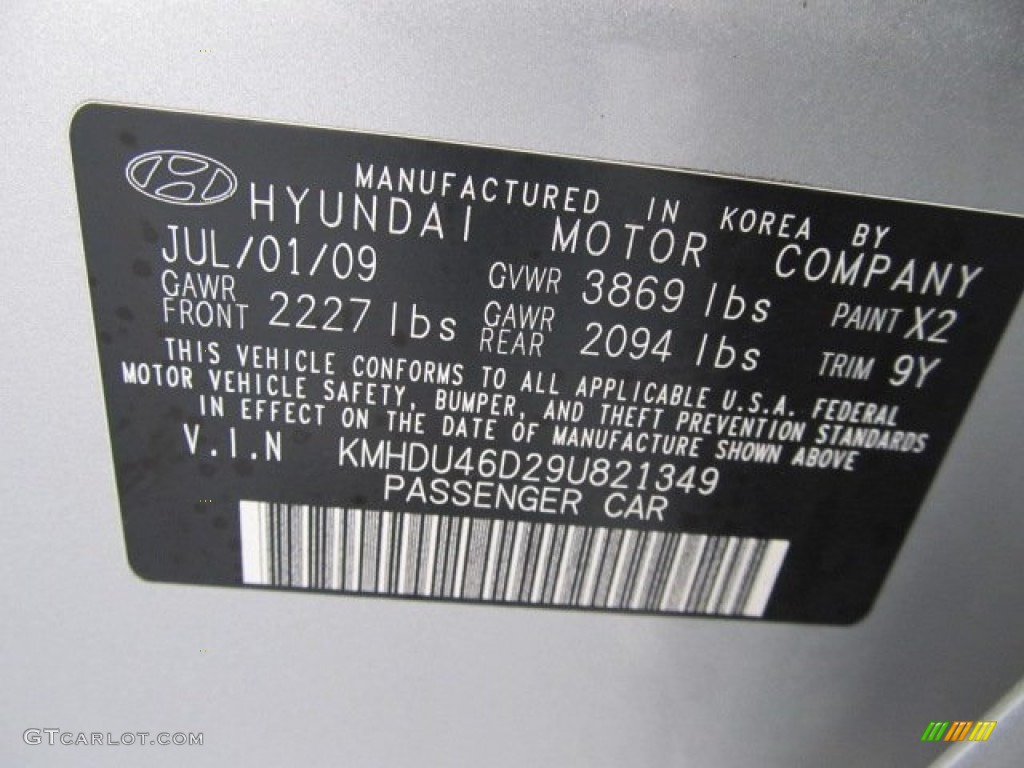 MANUFACTURED IN KOREA BY
HYUNDAI MOTOR COMPANY
JUL/01/09 GVWR 3869 lbs PAINT X2
GAWR FRONT 2227 lbs GAWR REAR 2094 lbs TRIM 9Y
THIS VEHICLE CONFORMS TO ALL APPLICABLE U.S.A. FEDERAL
MOTOR VEHICLE SAFETY, BUMPER, AND THEFT PREVENTION STANDARDS
IN EFFECT ON THE DATE OF MANUFACTURE SHOWN ABOVE
V.I.N KMHDU46D29U821349
PASSENGER CAR
GTCARLOT.COM